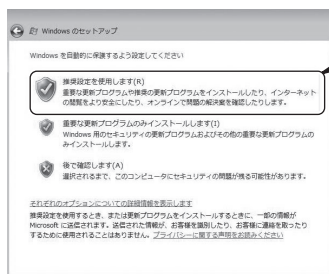 Windows のセットアップ
Windows を自動的に保護するよう設定してください
推奨設定を使用します(R)
重要な更新プログラムや推奨の更新プログラムをインストールしたり、インターネット
の閲覧をより安全にしたり、オンラインで問題の解決策を確認したりします。
重要な更新プログラムのみインストールします(I)
Windows 用のセキュリティの更新プログラムおよびその他の重要な更新プログラムの
みインストールします。
後で確認します(A)
選択されるまで、このコンピュータにセキュリティの問題が残る可能性があります。
それぞれのオプションについての詳細情報を表示します
推奨設定を使用するとき、または更新プログラムをインストールするときに、一部の情報が
Microsoft に送信されます。送信された情報が、お客様を識別したり、お客様に連絡を取ったり
するために使用されることはありません。プライバシーに関する声明をお読みください